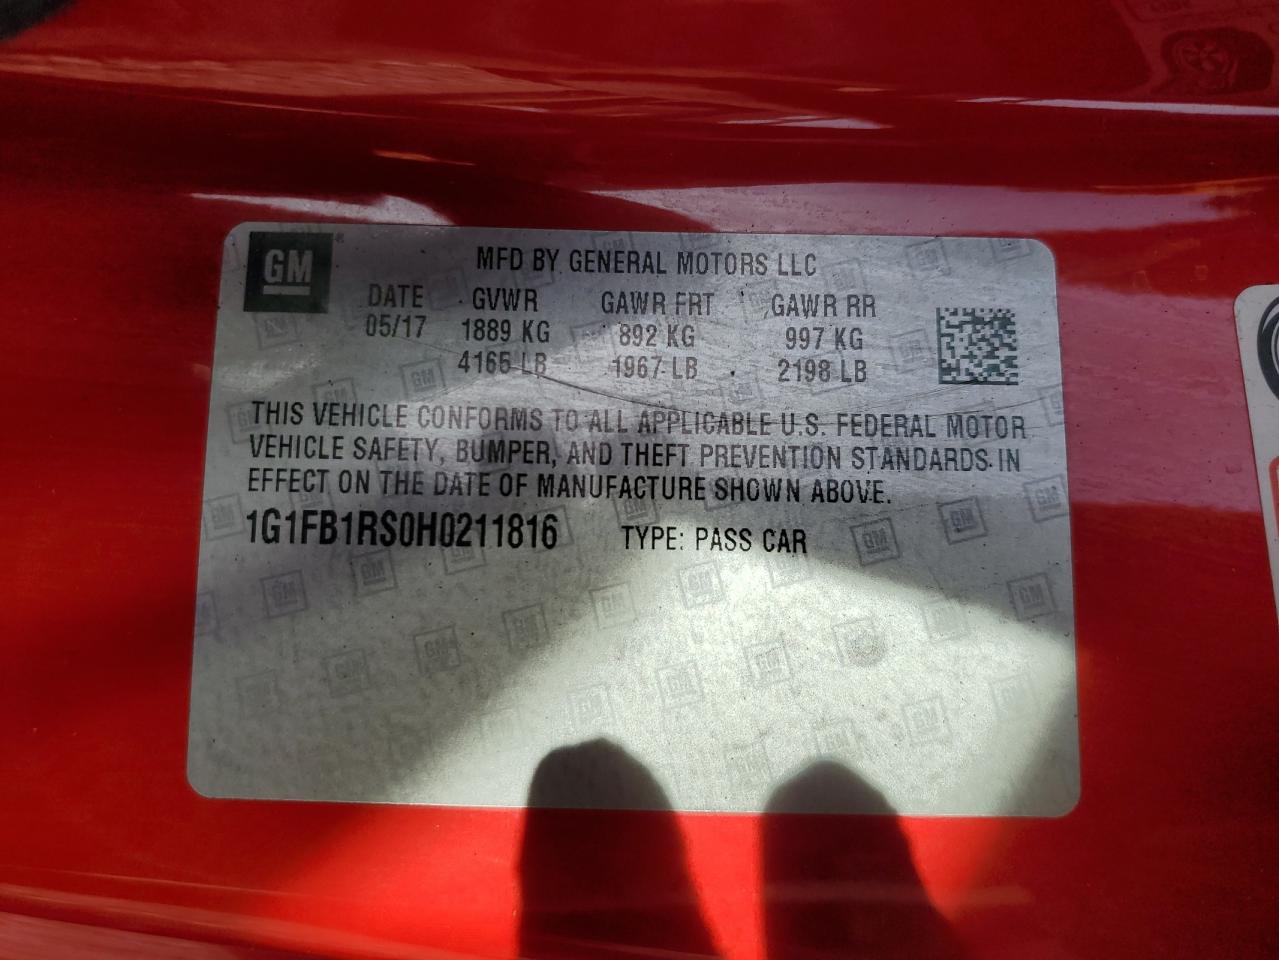 GM
MFD BY GENERAL MOTORS LLC
DATE GVWR GAWR FRT GAWR RR
05/17 1889 KG 892 KG 997 KG
4165 LB 1967 LB 2198 LB
THIS VEHICLE CONFORMS TO ALL APPLICABLE U.S. FEDERAL MOTOR
VEHICLE SAFETY, BUMPER, AND THEFT PREVENTION STANDARDS IN
EFFECT ON THE DATE OF MANUFACTURE SHOWN ABOVE.
1G1FB1RS0H0211816 TYPE: PASS CAR